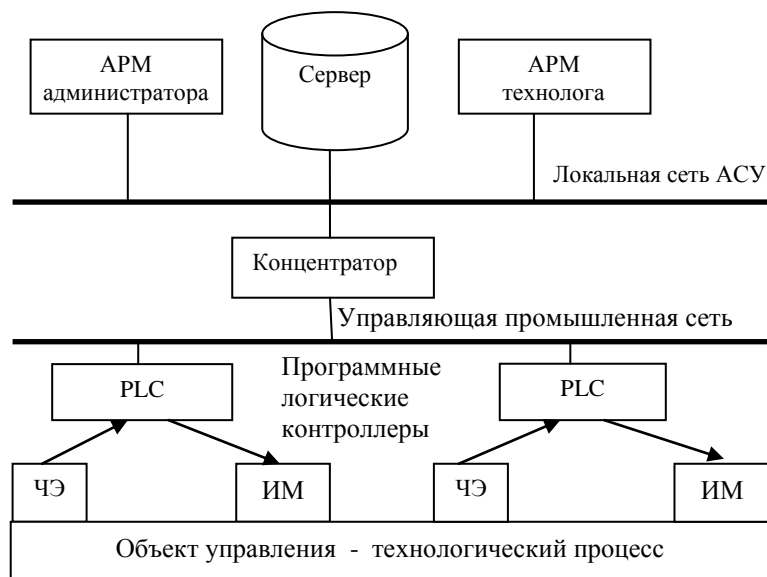 АРМ
администратора
Сервер
АРМ
технолога
Локальная сеть АСУ
Концентратор
Управляющая промышленная сеть
PLC
Программные
логические
контроллеры
PLC
ЧЭ
ИМ
ЧЭ
ИМ
Объект управления - технологический процесс